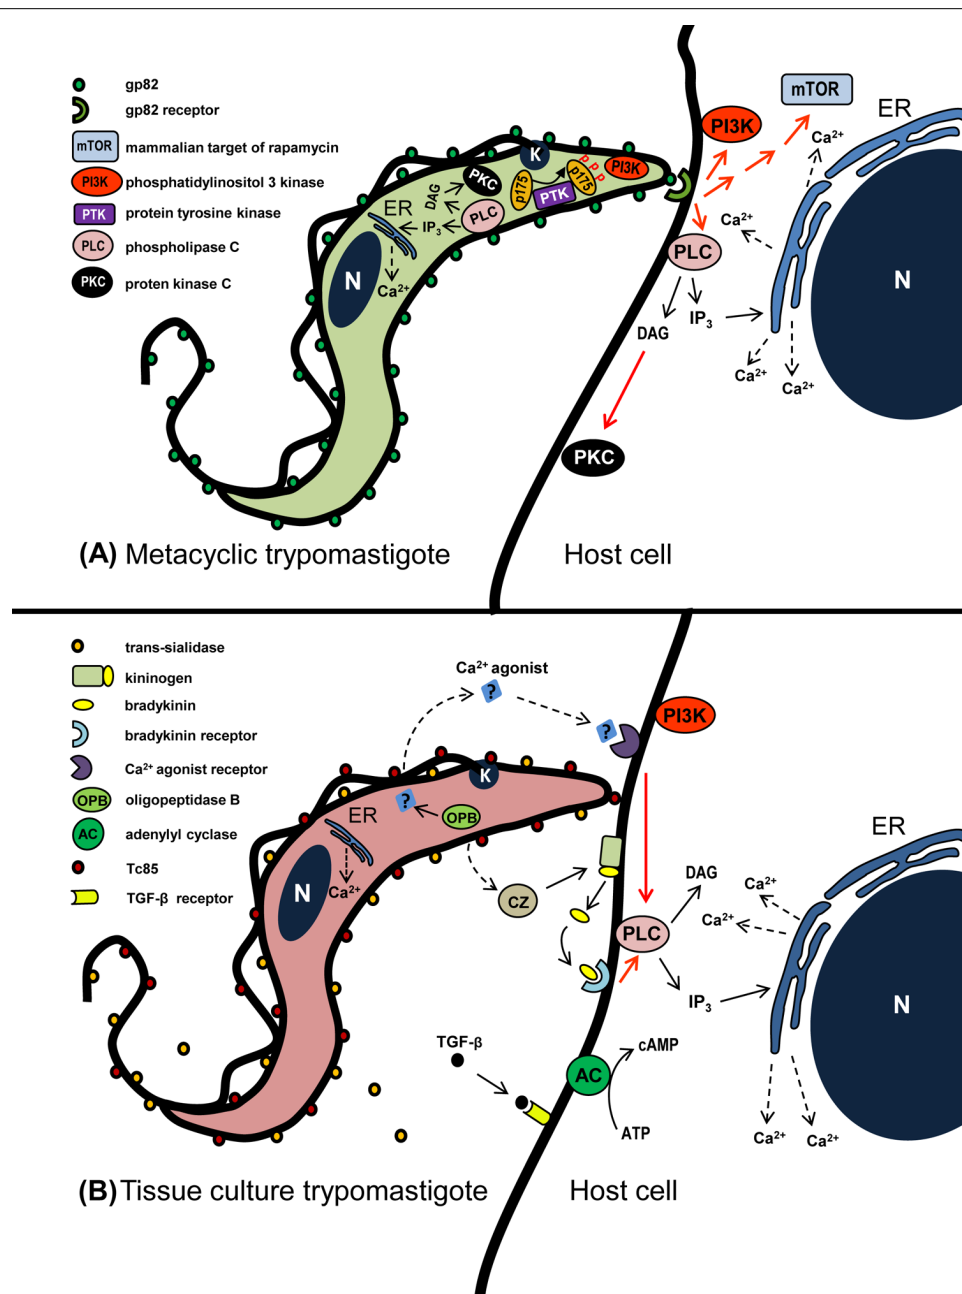 gp82
gp82 receptor
mTOR mammalian target of rapamycin
PI3K phosphatidylinositol 3 kinase
PTK protein tyrosine kinase
PLC phospholipase C
PKC proten kinase C
K
P P P
PI3K
p175
p175
PTK
PKC
DAG
PLC
IP3
ER
N
Ca2+
mTOR
PI3K
ER
Ca2+
Ca2+
PLC
N
IP3
DAG
Ca2+
Ca2+
PKC
(A) Metacyclic trypomastigote
Host cell
trans-sialidase
kininogen
bradykinin
bradykinin receptor
Ca2+ agonist receptor
OPB oligopeptidase B
AC adenylyl cyclase
Tc85
TGF-β receptor
Ca2+ agonist
?
?
PI3K
K
?
OPB
ER
Ca2+
N
CZ
ER
DAG
Ca2+
Ca2+
PLC
IP3
N
TGF-β
cAMP
AC
ATP
Ca2+
Ca2+
(B) Tissue culture trypomastigote
Host cell